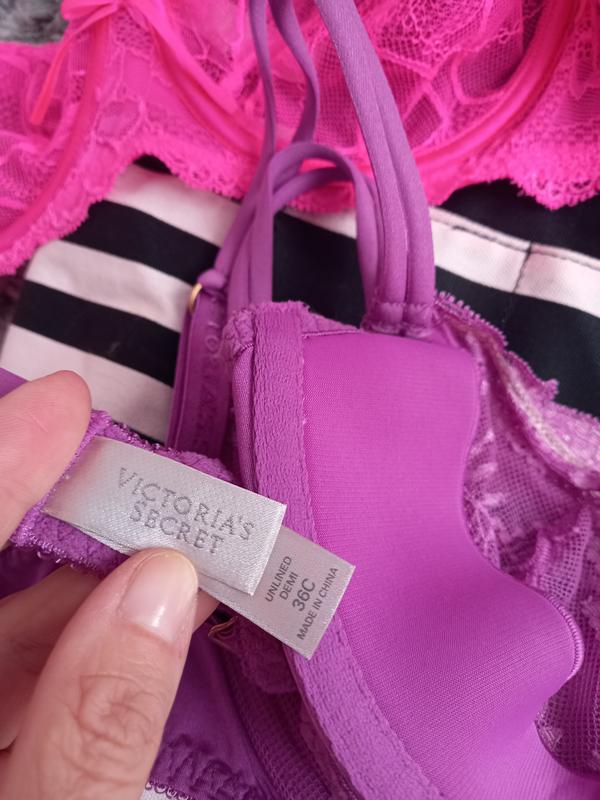 VICTORIA'S
SECRET
UNLINED
DEMI
36C
MADE IN CHINA